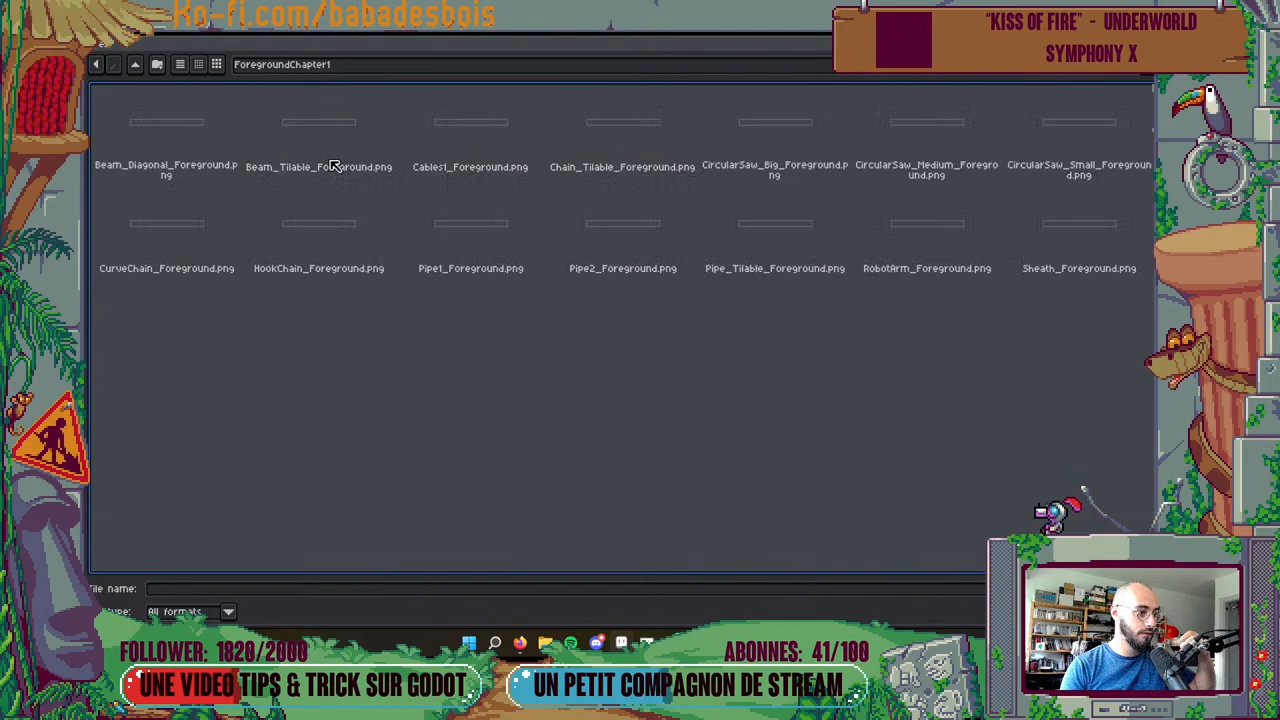 Ko-fi.com/babadesbois
"KISS OF FIRE" - UNDERWORLD
SYMPHONY X
ForegroundChapter1
Beam_Diagonal_Foreground.p
ng
Beam_Tilable_Foreground.png
Cables1_Foreground.png
Chain_Tilable_Foreground.png
CircularSaw_Big_Foreground.p
ng
CircularSaw_Medium_Foregro
und.png
CircularSaw_Small_Foregroun
d.png
CurveChain_Foreground.png
HookChain_Foreground.png
Pipe1_Foreground.png
Pipe2_Foreground.png
Pipe_Tilable_Foreground.png
RobotArm_Foreground.png
Sheath_Foreground.png
File name:
type: All formats
FOLLOWER: 1820/2000
ABONNES: 41/100
UNE VIDEO TIPS & TRICK SUR GODOT
UN PETIT COMPAGNON DE STREAM